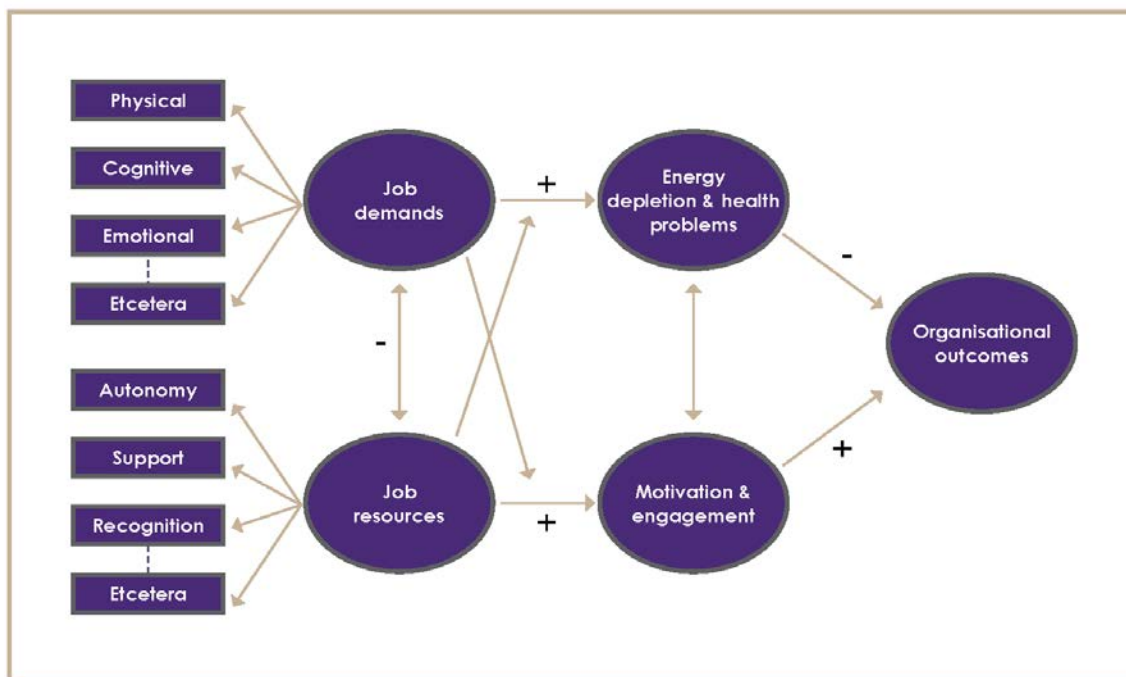 Physical
Cognitive
Emotional
Etcetera
Autonomy
Support
Recognition
Etcetera
Job
demands
-
Job
resources
+
+
Energy
depletion & health
problems
Motivation &
engagement
-
+
Organisational
outcomes